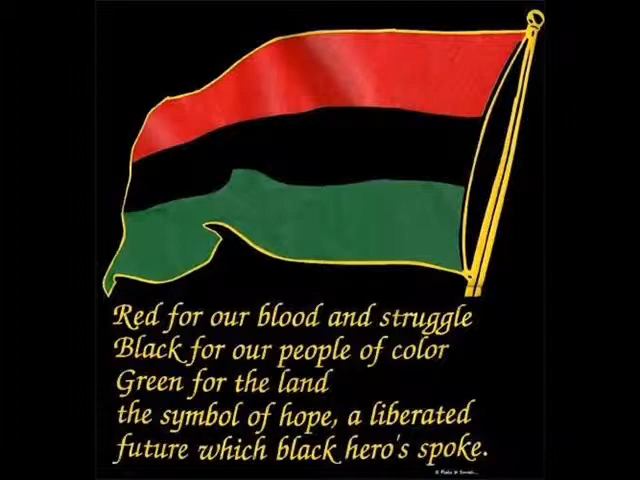 Red for our blood and struggle
Black for our people of color
Green for the land
the symbol of hope, a liberated
future which black hero's spoke.